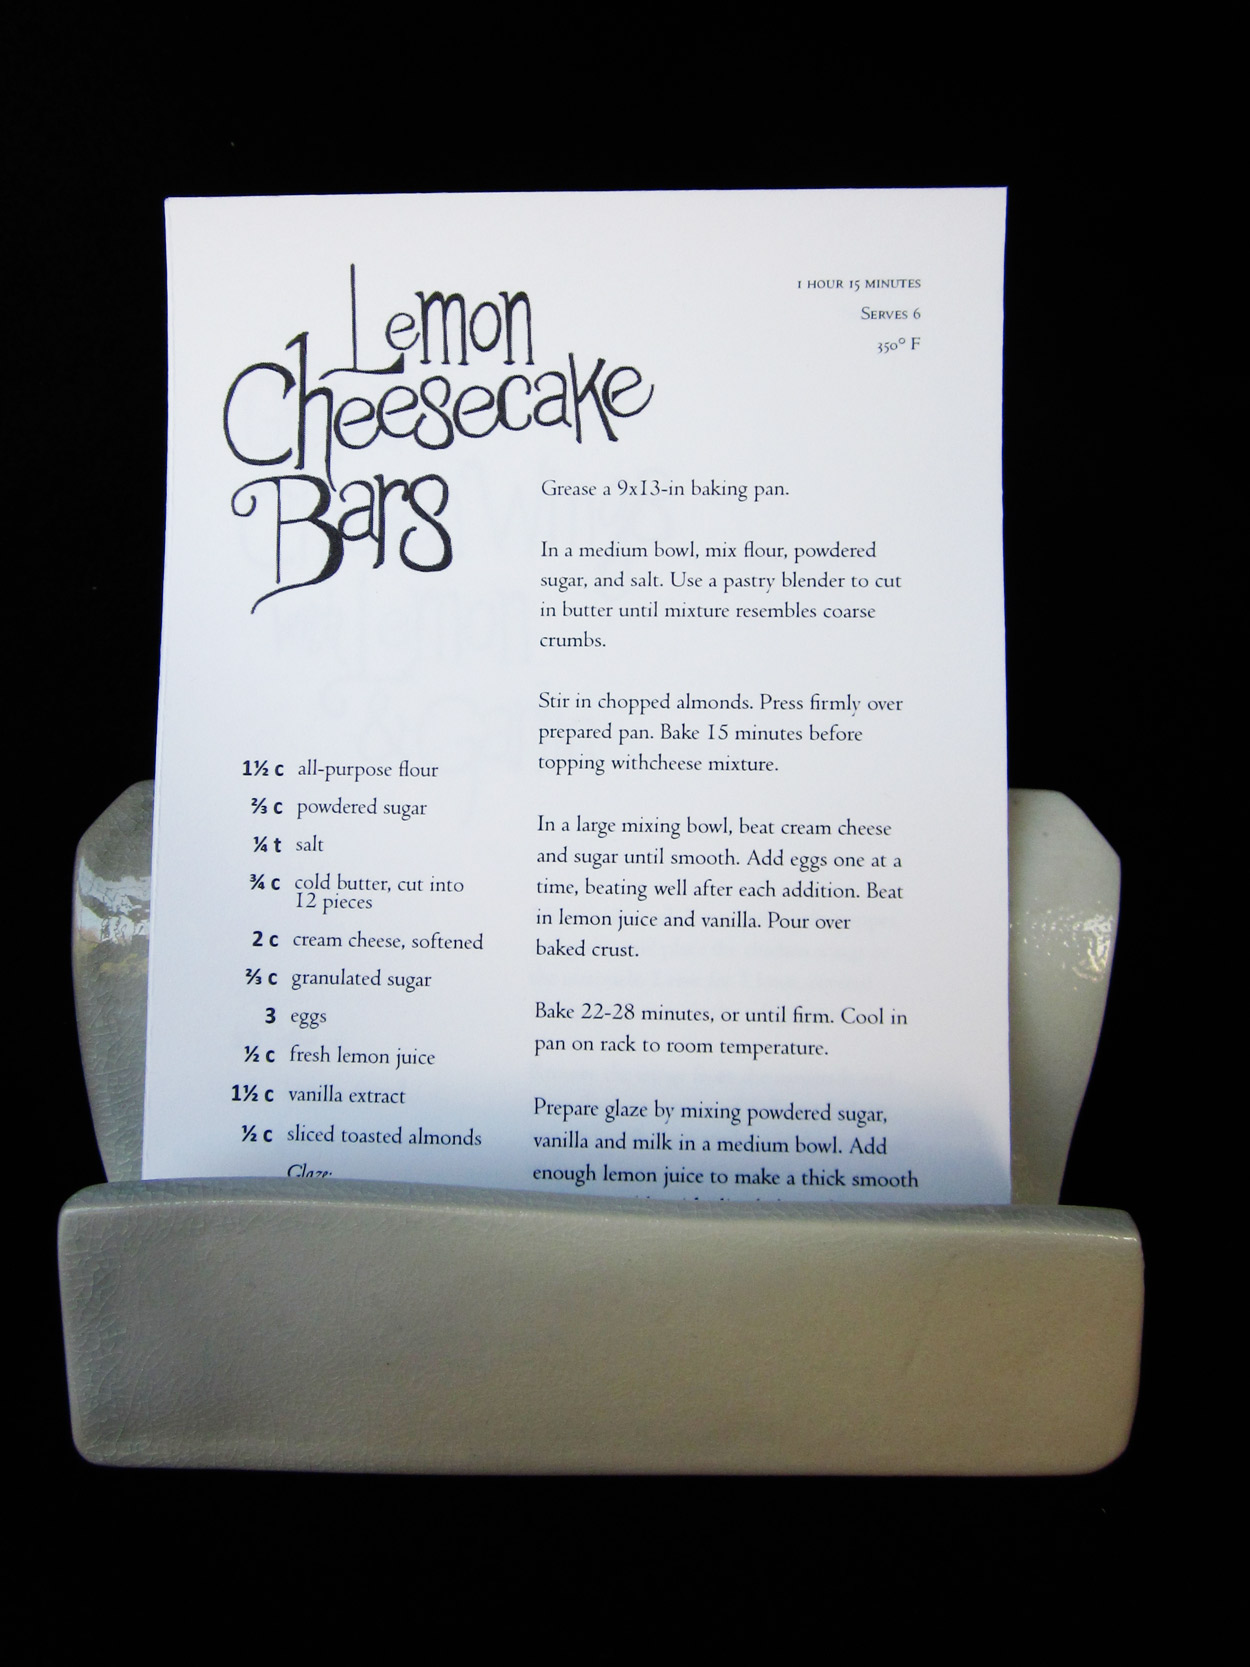 Lemon
Cheesecake
Bars
1 HOUR 15 MINUTES
SERVES 6
350° F
1½ c all-purpose flour
⅔ c powdered sugar
¼ t salt
¾ c cold butter, cut into
12 pieces
2 c cream cheese, softened
⅔ c granulated sugar
3 eggs
½ c fresh lemon juice
1½ c vanilla extract
½ c sliced toasted almonds
Glaze:
Grease a 9x13-in baking pan.
In a medium bowl, mix flour, powdered
sugar, and salt. Use a pastry blender to cut
in butter until mixture resembles coarse
crumbs.
Stir in chopped almonds. Press firmly over
prepared pan. Bake 15 minutes before
topping withcheese mixture.
In a large mixing bowl, beat cream cheese
and sugar until smooth. Add eggs one at a
time, beating well after each addition. Beat
in lemon juice and vanilla. Pour over
baked crust.
Bake 22-28 minutes, or until firm. Cool in
pan on rack to room temperature.
Prepare glaze by mixing powdered sugar,
vanilla and milk in a medium bowl. Add
enough lemon juice to make a thick smooth